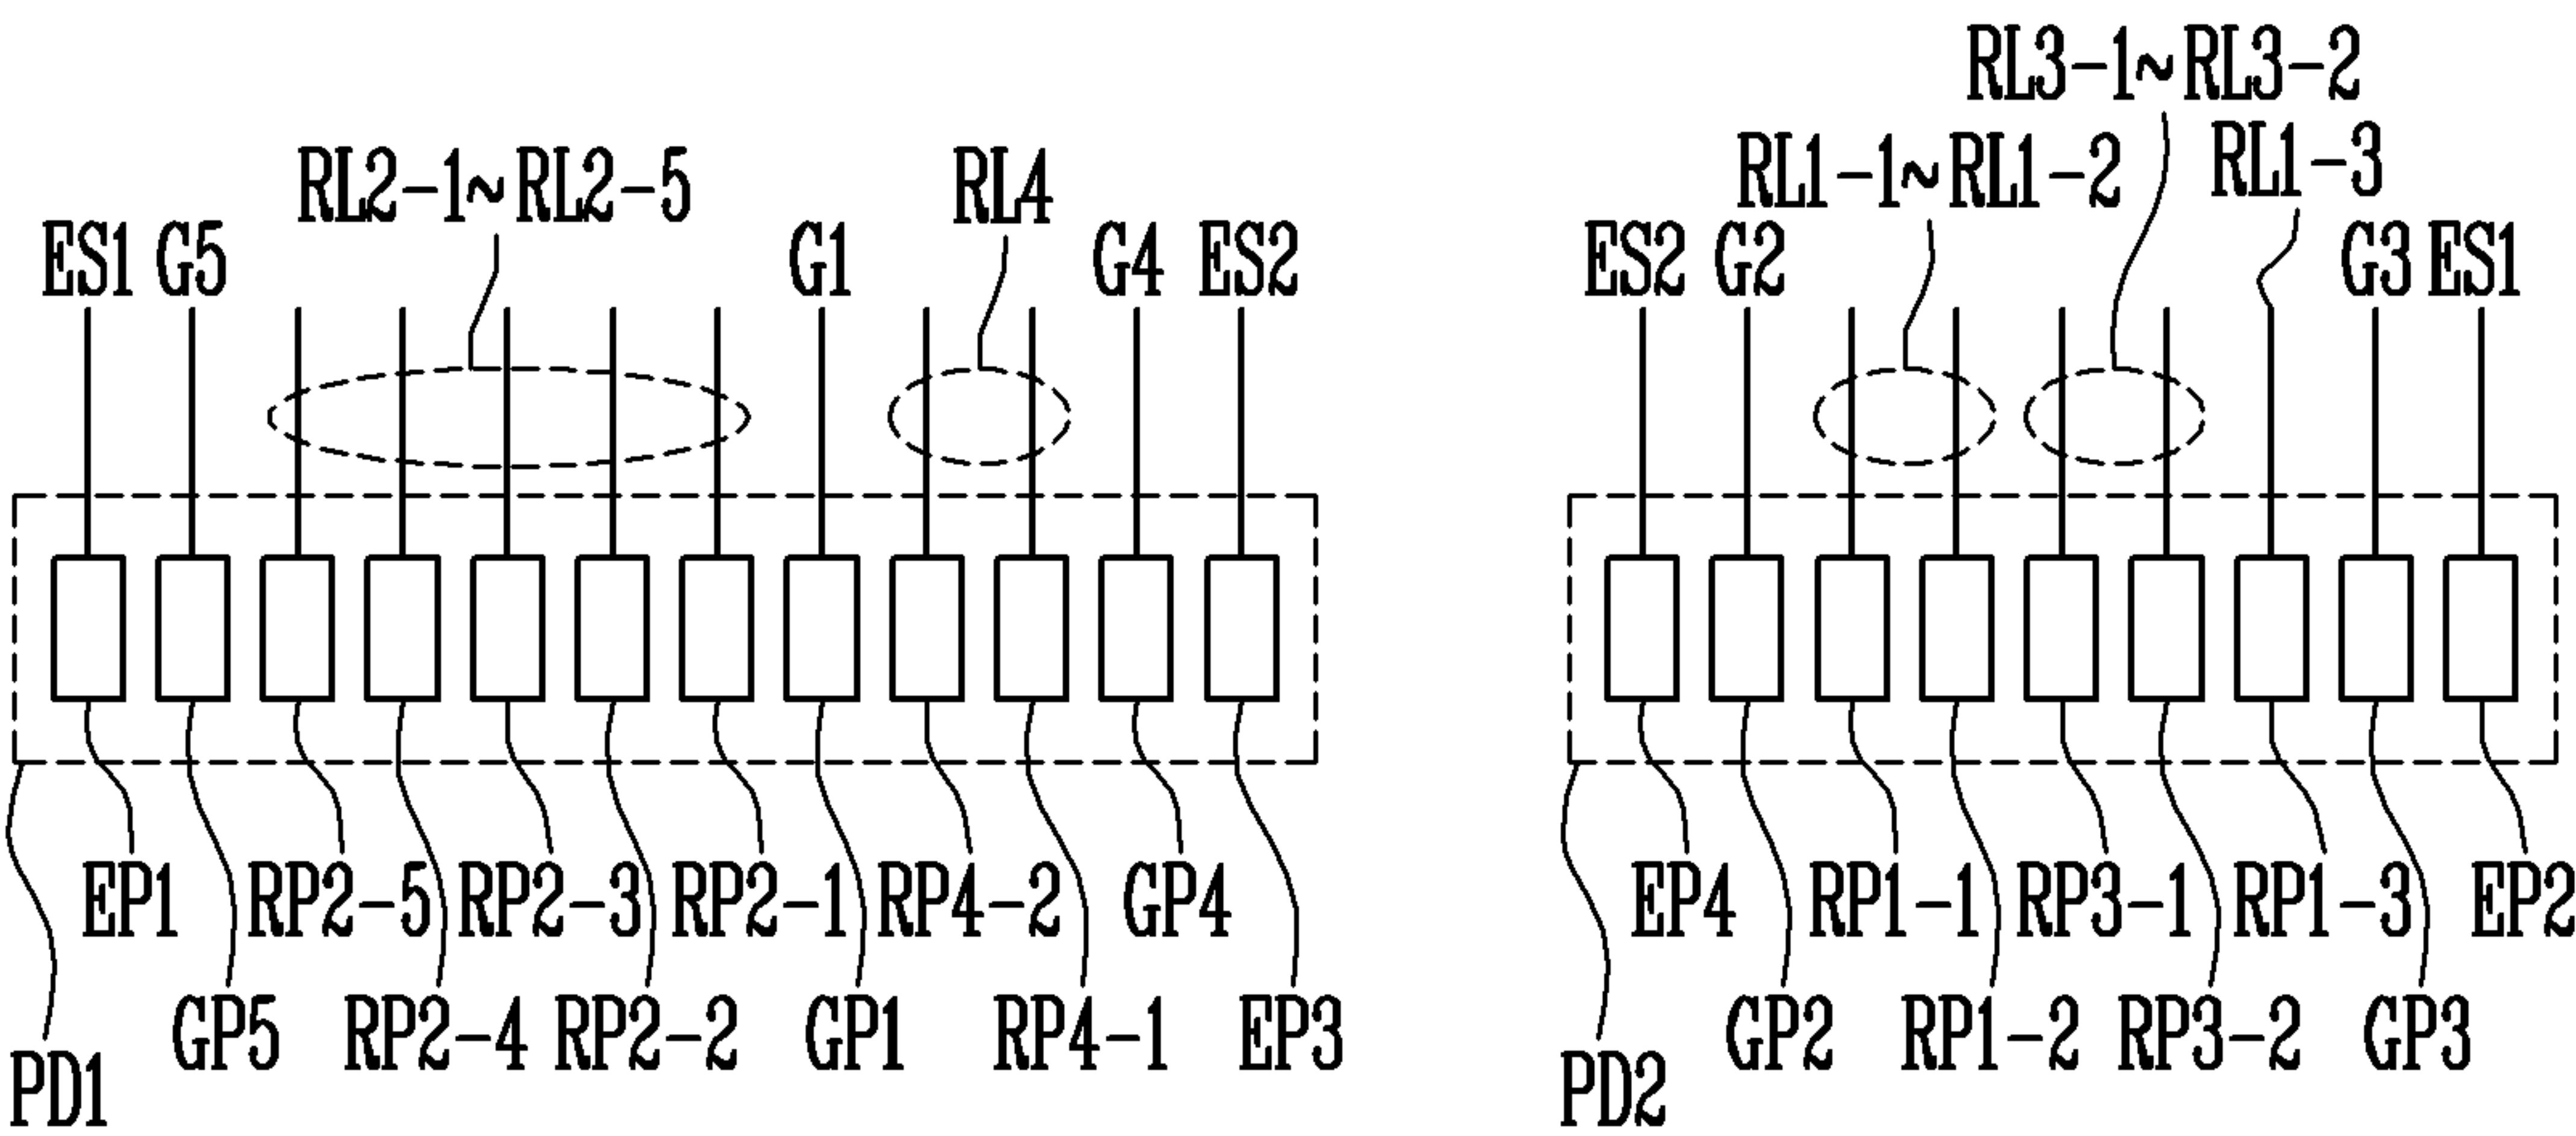 RL3-1~RL3-2
RL2-1~RL2-5 RL4 RL1-1~RL1-2 RL1-3
ES1 G5 G1 G4 ES2 ES2 G2 G3 ES1
EP1 RP2-5 RP2-3 RP2-1 RP4-2 GP4 EP4 RP1-1 RP3-1 RP1-3 EP2
GP5 RP2-4 RP2-2 GP1 RP4-1 EP3 GP2 RP1-2 RP3-2 GP3
PD1 PD2